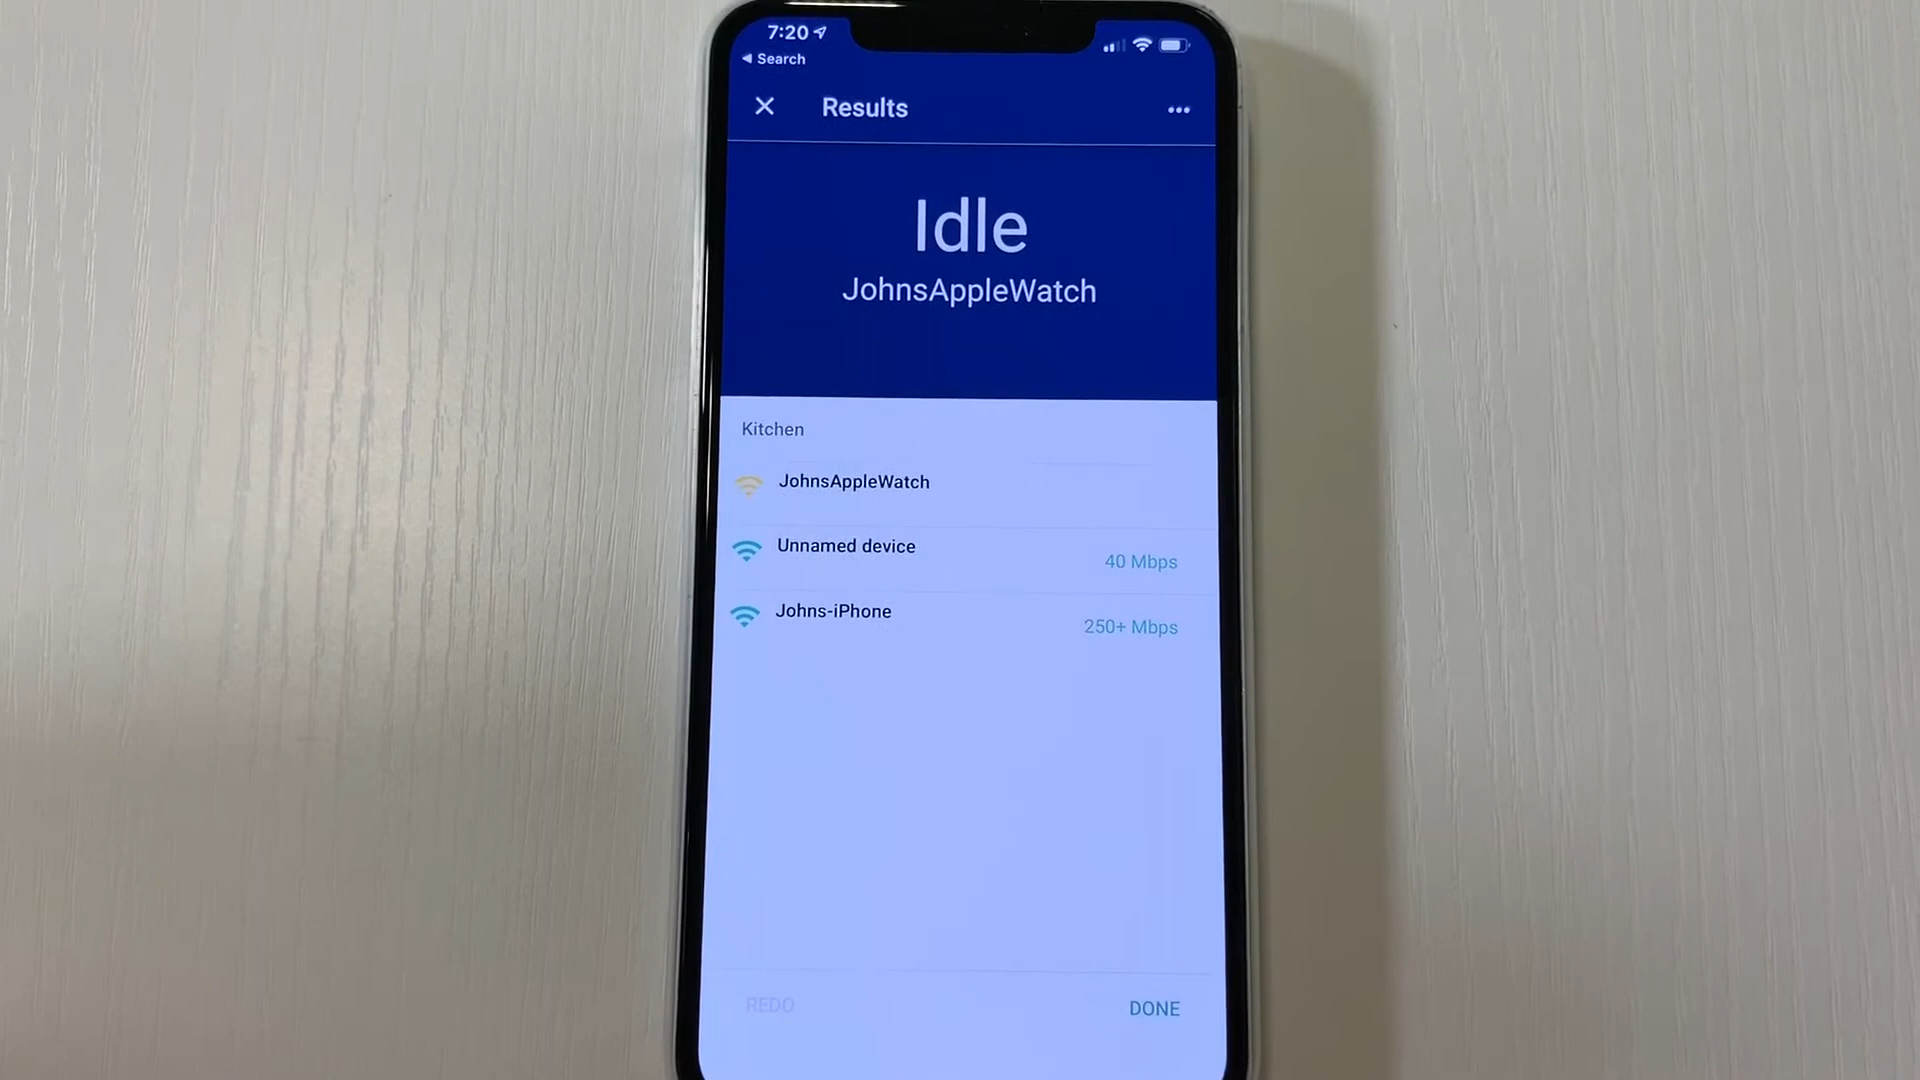 7:20
Search
Results
Idle
JohnsAppleWatch
Kitchen
JohnsAppleWatch
Unnamed device
40 Mbps
Johns-iPhone
250+ Mbps
REDO
DONE